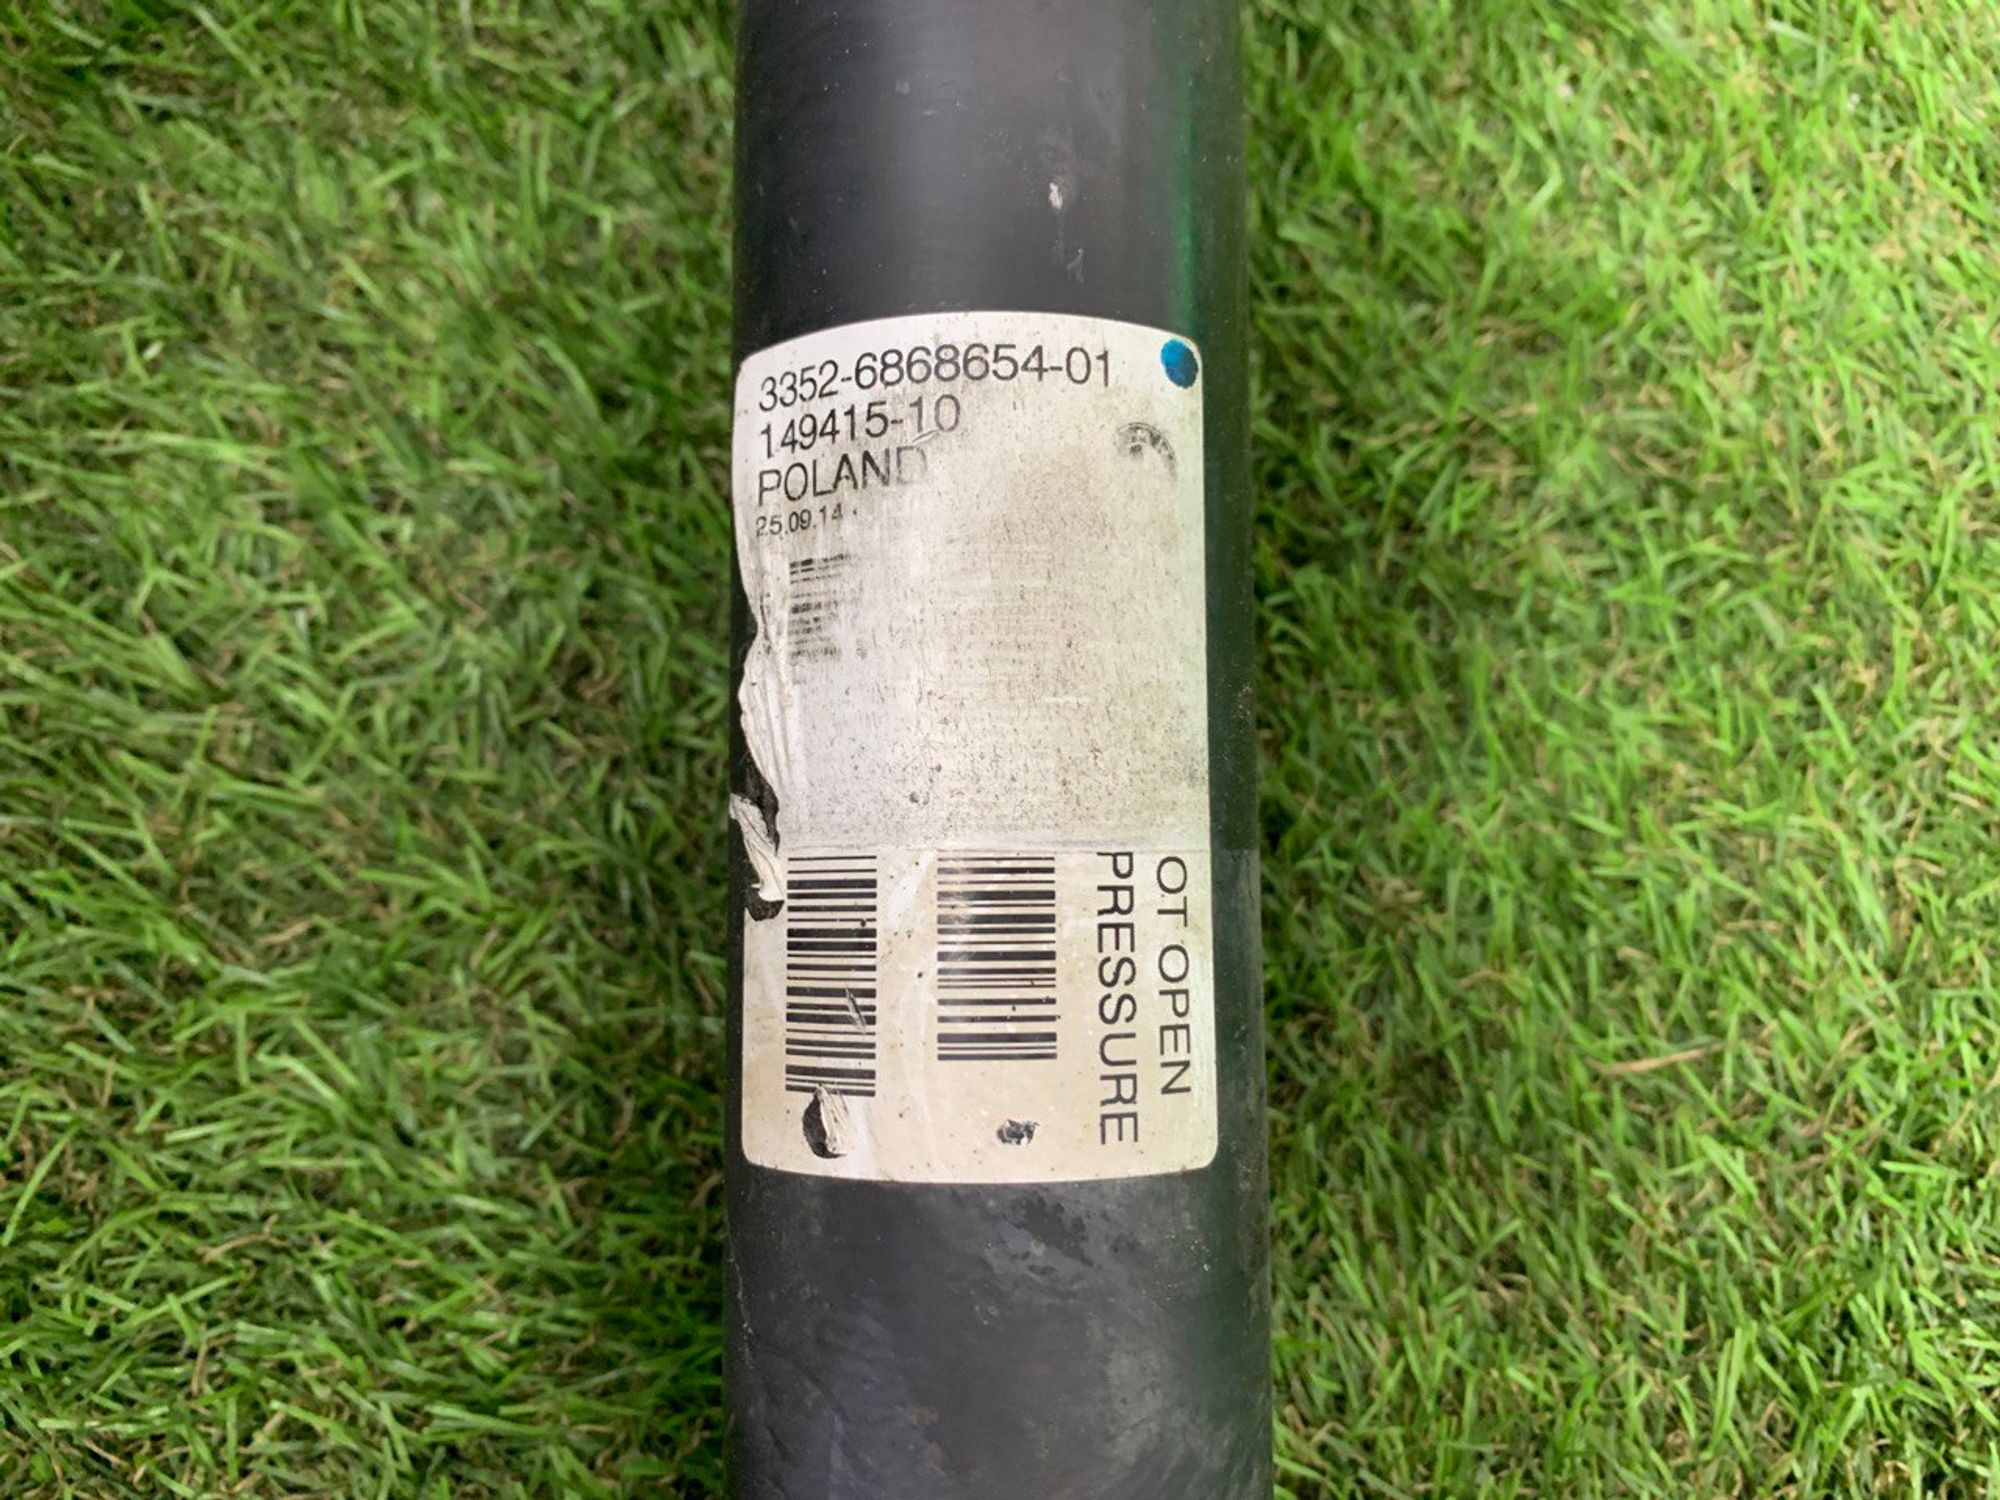 3352-6868654-01
149415-10
POLAND
25.09.14
OT OPEN
PRESSURE